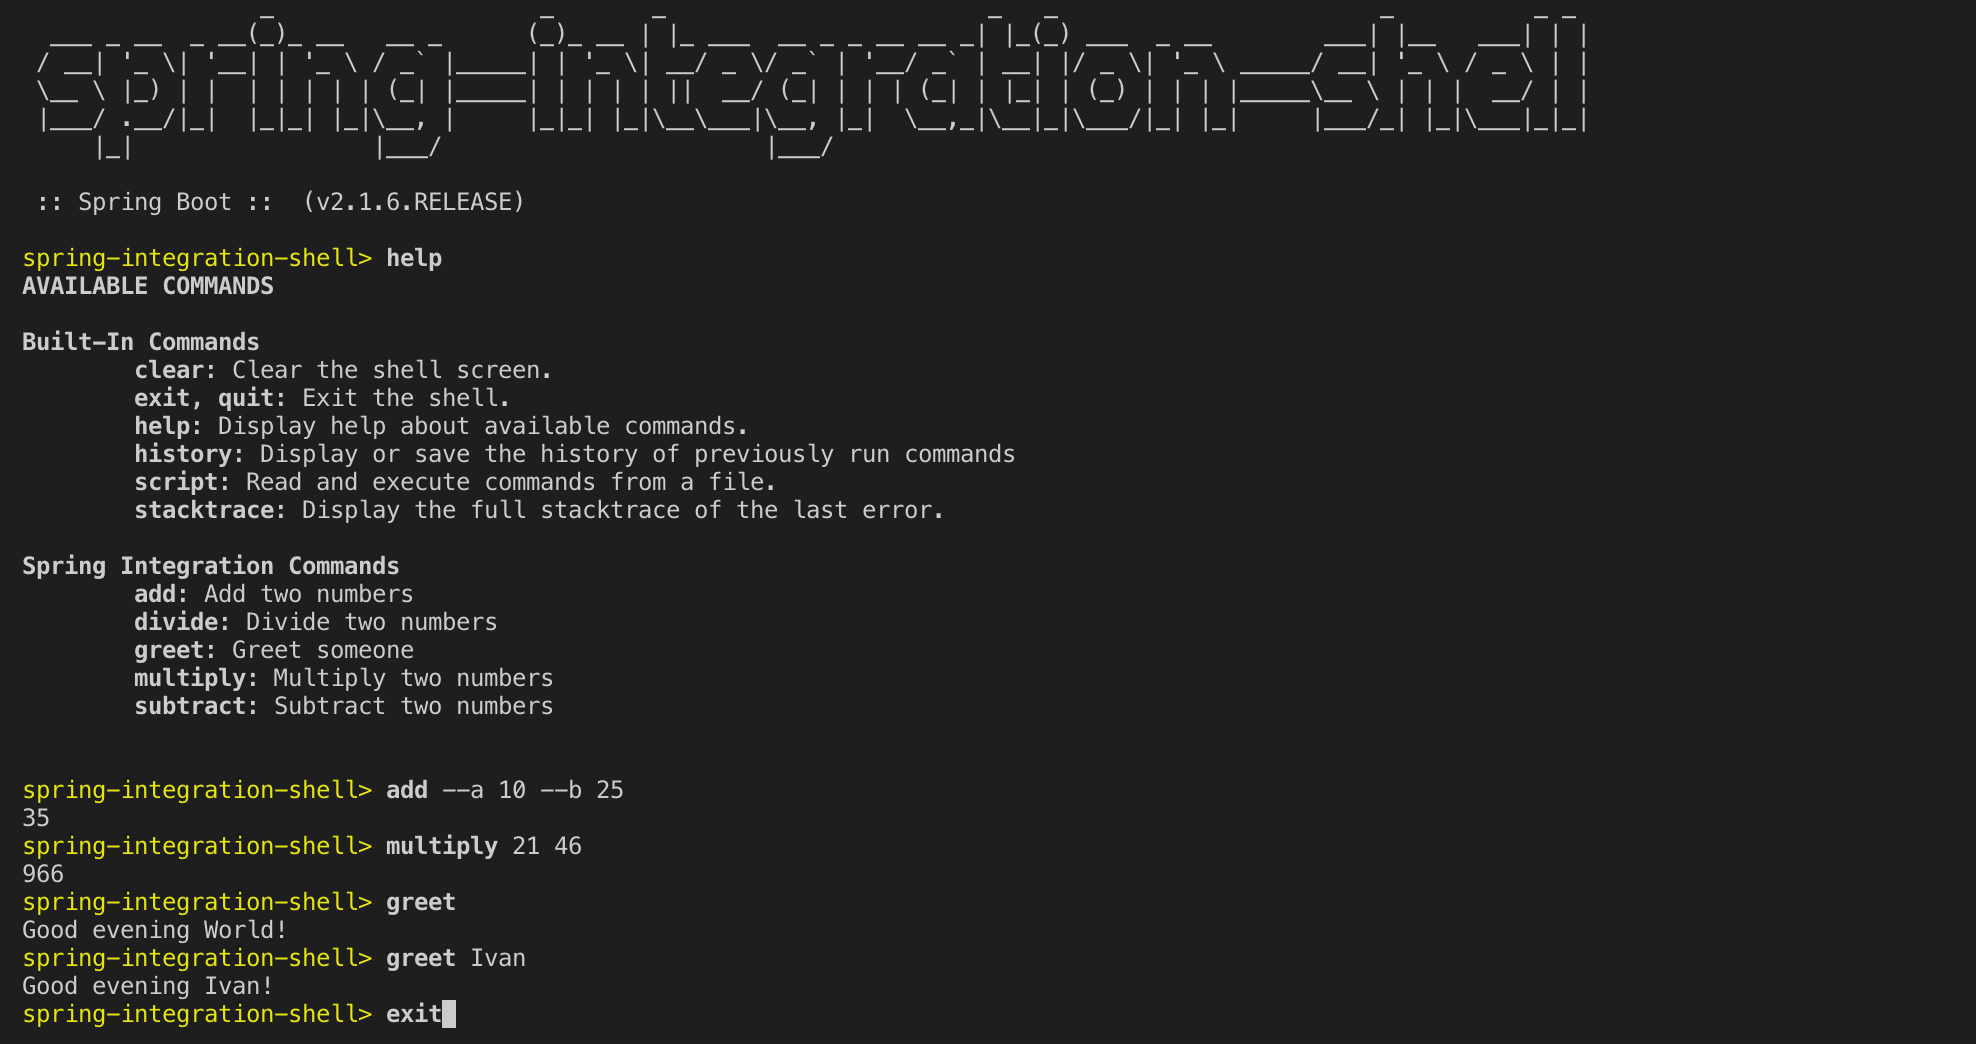 spring-integration-shell
:: Spring Boot ::  (v2.1.6.RELEASE)
spring-integration-shell> help
AVAILABLE COMMANDS
Built-In Commands
clear: Clear the shell screen.
exit, quit: Exit the shell.
help: Display help about available commands.
history: Display or save the history of previously run commands
script: Read and execute commands from a file.
stacktrace: Display the full stacktrace of the last error.
Spring Integration Commands
add: Add two numbers
divide: Divide two numbers
greet: Greet someone
multiply: Multiply two numbers
subtract: Subtract two numbers
spring-integration-shell> add --a 10 --b 25
35
spring-integration-shell> multiply 21 46
966
spring-integration-shell> greet
Good evening World!
spring-integration-shell> greet Ivan
Good evening Ivan!
spring-integration-shell> exit